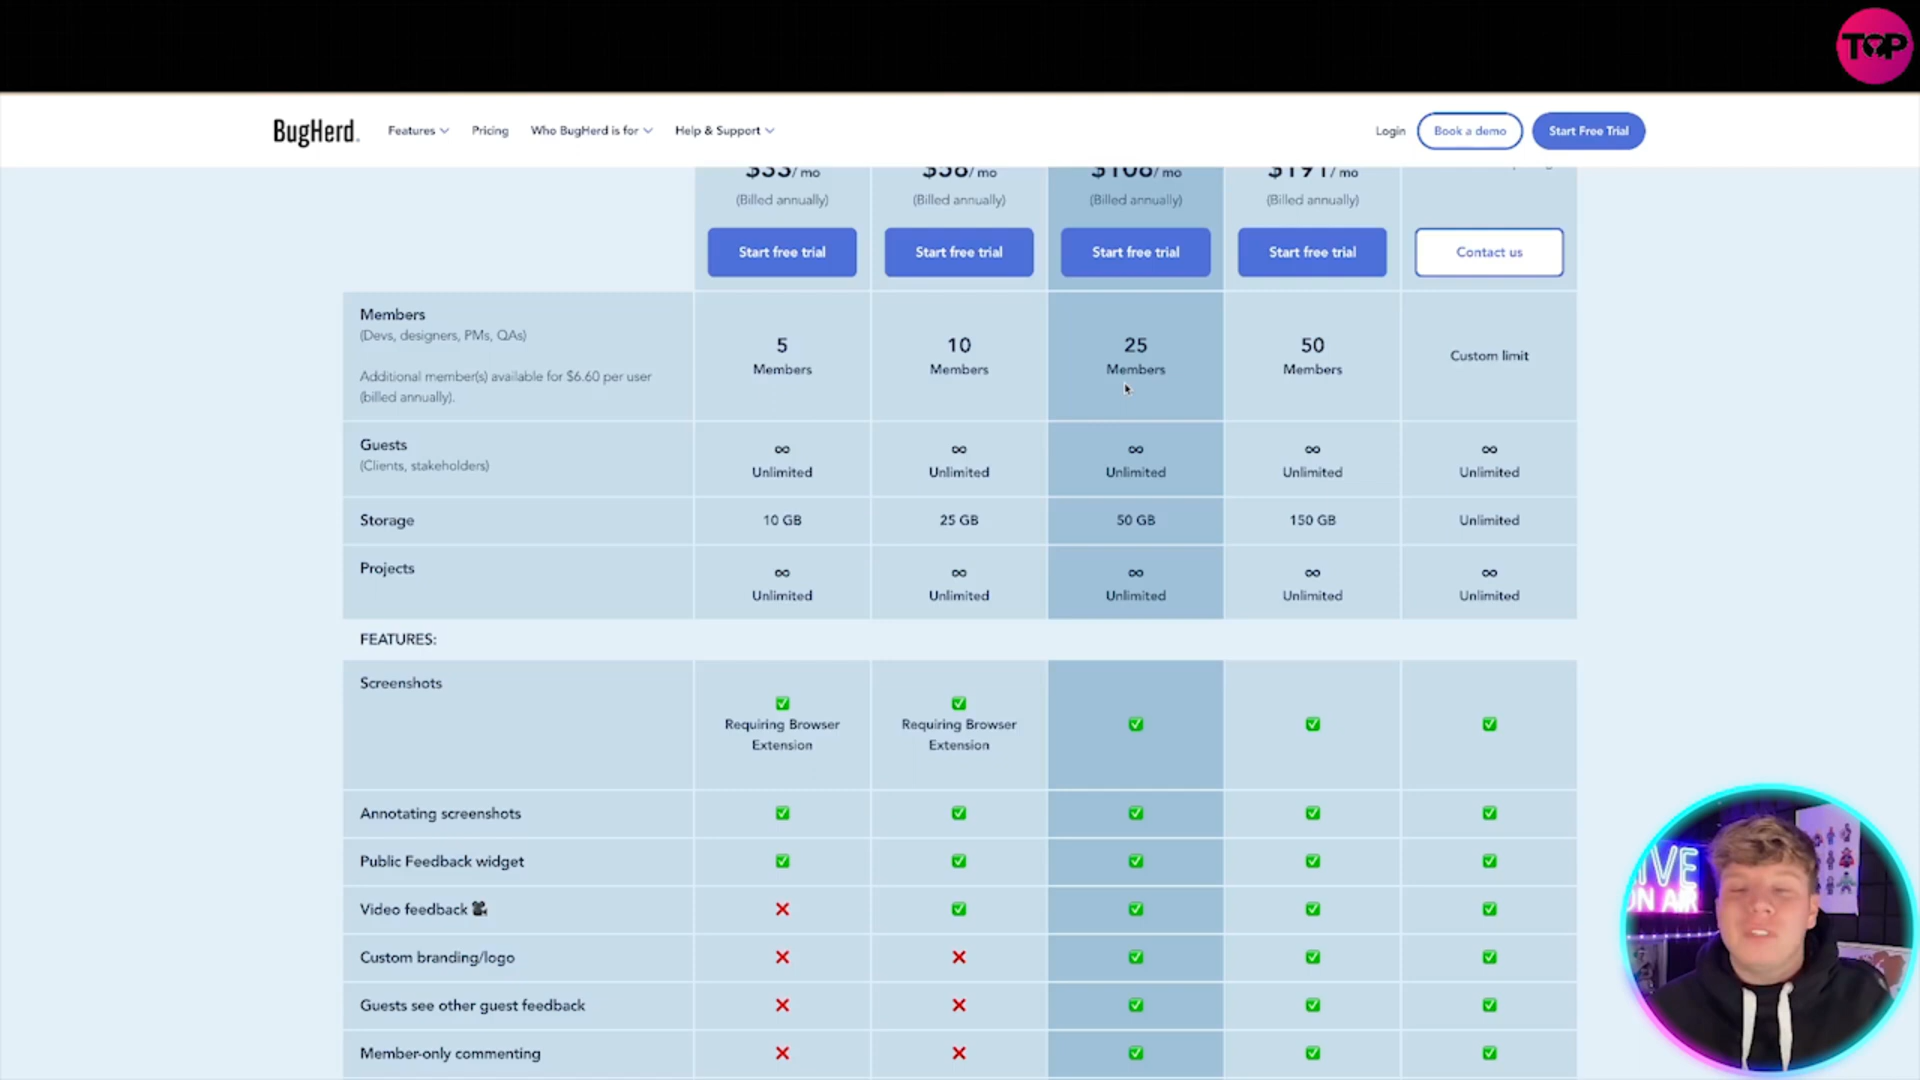 TOP
BugHerd.
Features
Pricing
Who BugHerd is for
Help & Support
Login
Book a demo
Start Free Trial
$33/ mo
$58/ mo
$108/ mo
$191/ mo
(Billed annually)
(Billed annually)
(Billed annually)
(Billed annually)
Start free trial
Start free trial
Start free trial
Start free trial
Contact us
Members
(Devs, designers, PMs, QAs)
Additional member(s) available for $6.60 per user
(billed annually).
5
Members
10
Members
25
Members
50
Members
Custom limit
Guests
(Clients, stakeholders)
∞
Unlimited
∞
Unlimited
∞
Unlimited
∞
Unlimited
∞
Unlimited
Storage
10 GB
25 GB
50 GB
150 GB
Unlimited
Projects
∞
Unlimited
∞
Unlimited
∞
Unlimited
∞
Unlimited
∞
Unlimited
FEATURES:
Screenshots
Requiring Browser
Extension
Requiring Browser
Extension
Annotating screenshots
Public Feedback widget
Video feedback
Custom branding/logo
Guests see other guest feedback
Member-only commenting
ON AIR